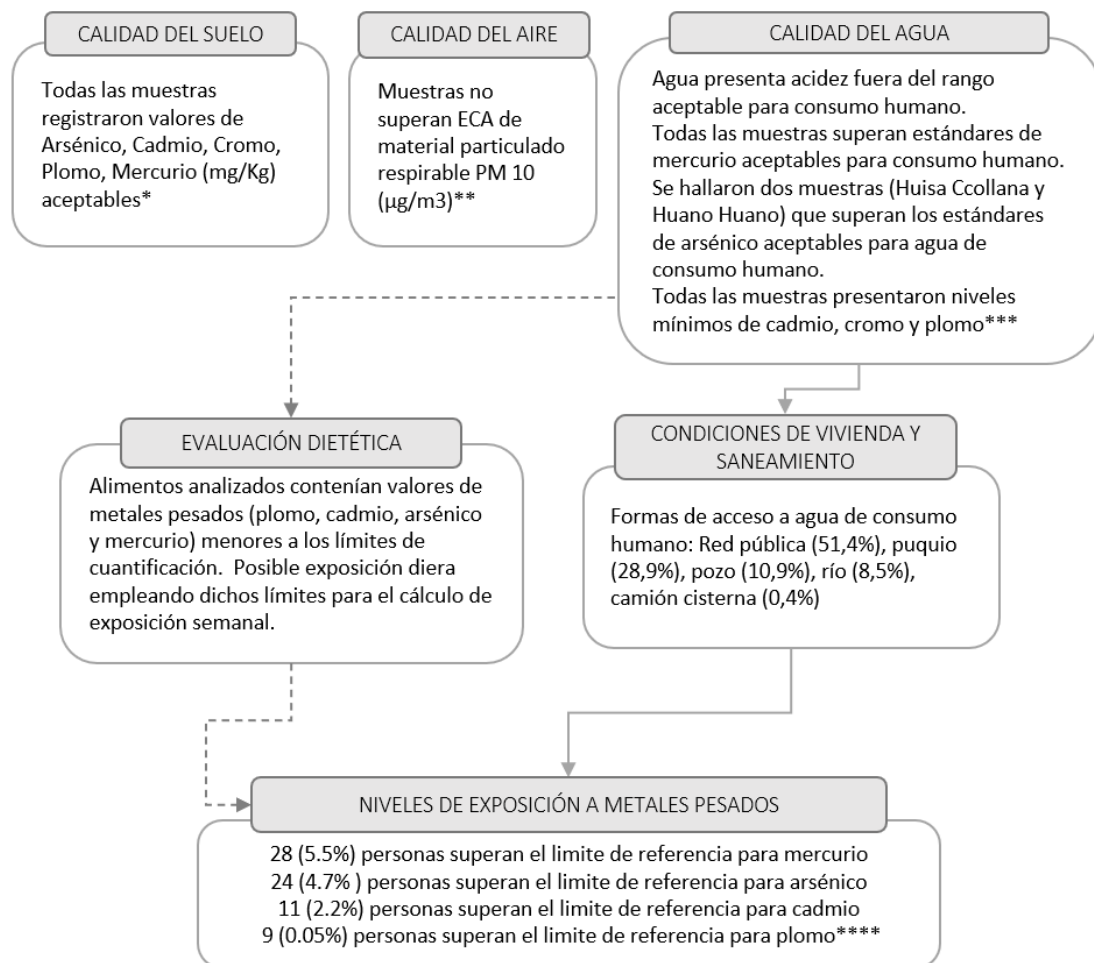 CALIDAD DEL SUELO
Todas las muestras
registraron valores de
Arsénico, Cadmio, Cromo,
Plomo, Mercurio (mg/Kg)
aceptables*
CALIDAD DEL AIRE
Muestras no
superan ECA de
material particulado
respirable PM 10
(µg/m3)**
CALIDAD DEL AGUA
Agua presenta acidez fuera del rango
aceptable para consumo humano.
Todas las muestras superan estándares de
mercurio aceptables para consumo humano.
Se hallaron dos muestras (Huisa Ccollana y
Huano Huano) que superan los estándares
de arsénico aceptables para agua de
consumo humano.
Todas las muestras presentaron niveles
mínimos de cadmio, cromo y plomo***
EVALUACIÓN DIETÉTICA
Alimentos analizados contenían valores de
metales pesados (plomo, cadmio, arsénico
y mercurio) menores a los límites de
cuantificación. Posible exposición diera
empleando dichos límites para el cálculo de
exposición semanal.
CONDICIONES DE VIVIENDA Y
SANEAMIENTO
Formas de acceso a agua de consumo
humano: Red pública (51,4%), puquio
(28,9%), pozo (10,9%), río (8,5%),
camión cisterna (0,4%)
NIVELES DE EXPOSICIÓN A METALES PESADOS
28 (5.5%) personas superan el limite de referencia para mercurio
24 (4.7% ) personas superan el limite de referencia para arsénico
11 (2.2%) personas superan el limite de referencia para cadmio
9 (0.05%) personas superan el limite de referencia para plomo****